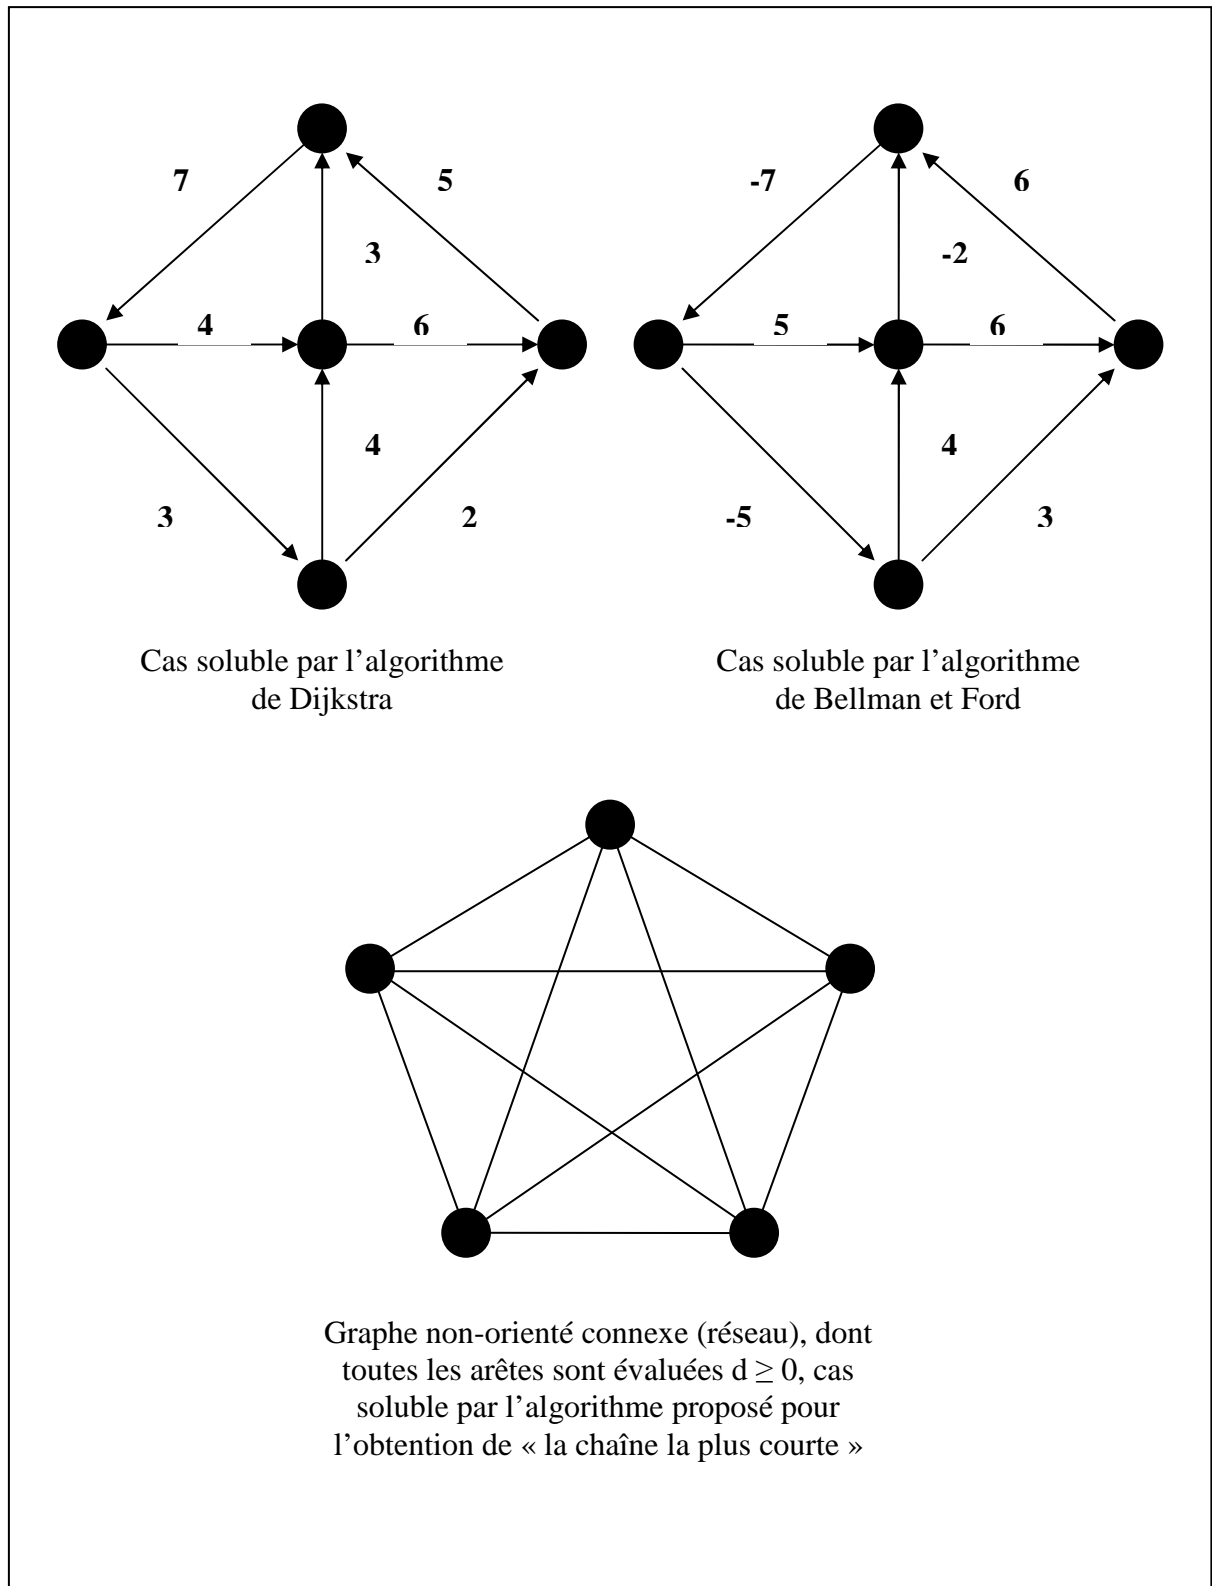 7
5
3
4
6
4
3
2
-7
6
-2
5
6
4
-5
3
Cas soluble par l’algorithme
de Dijkstra
Cas soluble par l’algorithme
de Bellman et Ford
Graphe non-orienté connexe (réseau), dont
toutes les arêtes sont évaluées d ≥ 0, cas
soluble par l’algorithme proposé pour
l’obtention de « la chaîne la plus courte »